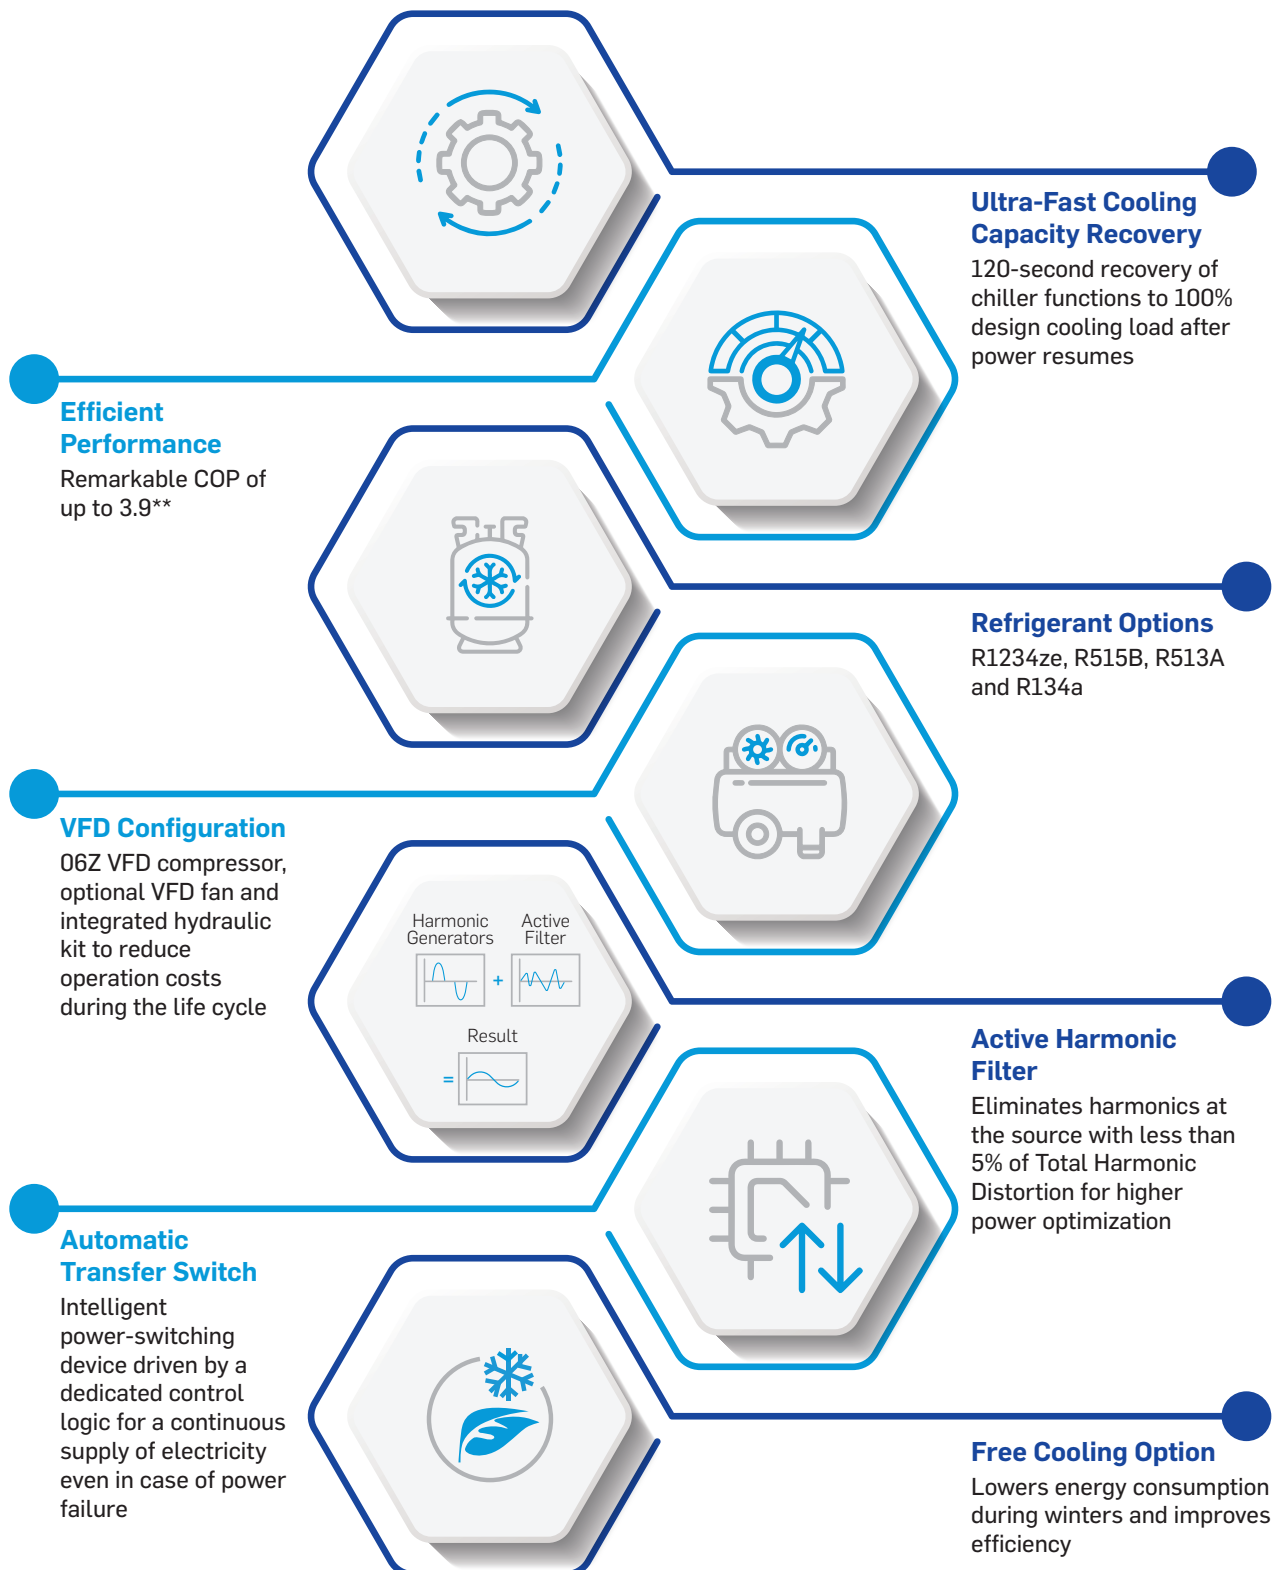 Ultra-Fast Cooling
Capacity Recovery
120-second recovery of
chiller functions to 100%
design cooling load after
power resumes
Efficient
Performance
Remarkable COP of
up to 3.9**
Refrigerant Options
R1234ze, R515B, R513A
and R134a
VFD Configuration
06Z VFD compressor,
optional VFD fan and
integrated hydraulic
kit to reduce
operation costs
during the life cycle
Harmonic
Generators
Active
Filter
+
Result
=
Active Harmonic
Filter
Eliminates harmonics at
the source with less than
5% of Total Harmonic
Distortion for higher
power optimization
Automatic
Transfer Switch
Intelligent
power-switching
device driven by a
dedicated control
logic for a continuous
supply of electricity
even in case of power
failure
Free Cooling Option
Lowers energy consumption
during winters and improves
efficiency